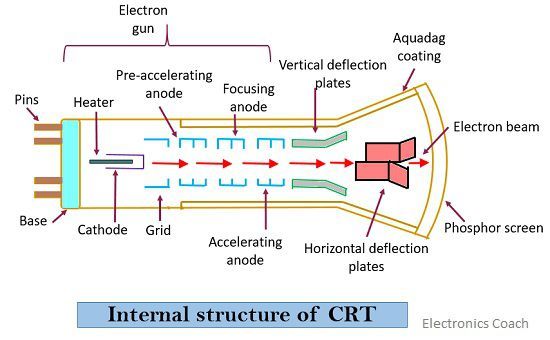 Electron
gun
Aquadag
coating
Pre-accelerating
anode
Focusing
anode
Vertical deflection
plates
Pins
Heater
Electron beam
Base
Cathode
Grid
Accelerating
anode
Horizontal deflection
plates
Phosphor screen
Internal structure of CRT
Electronics Coach